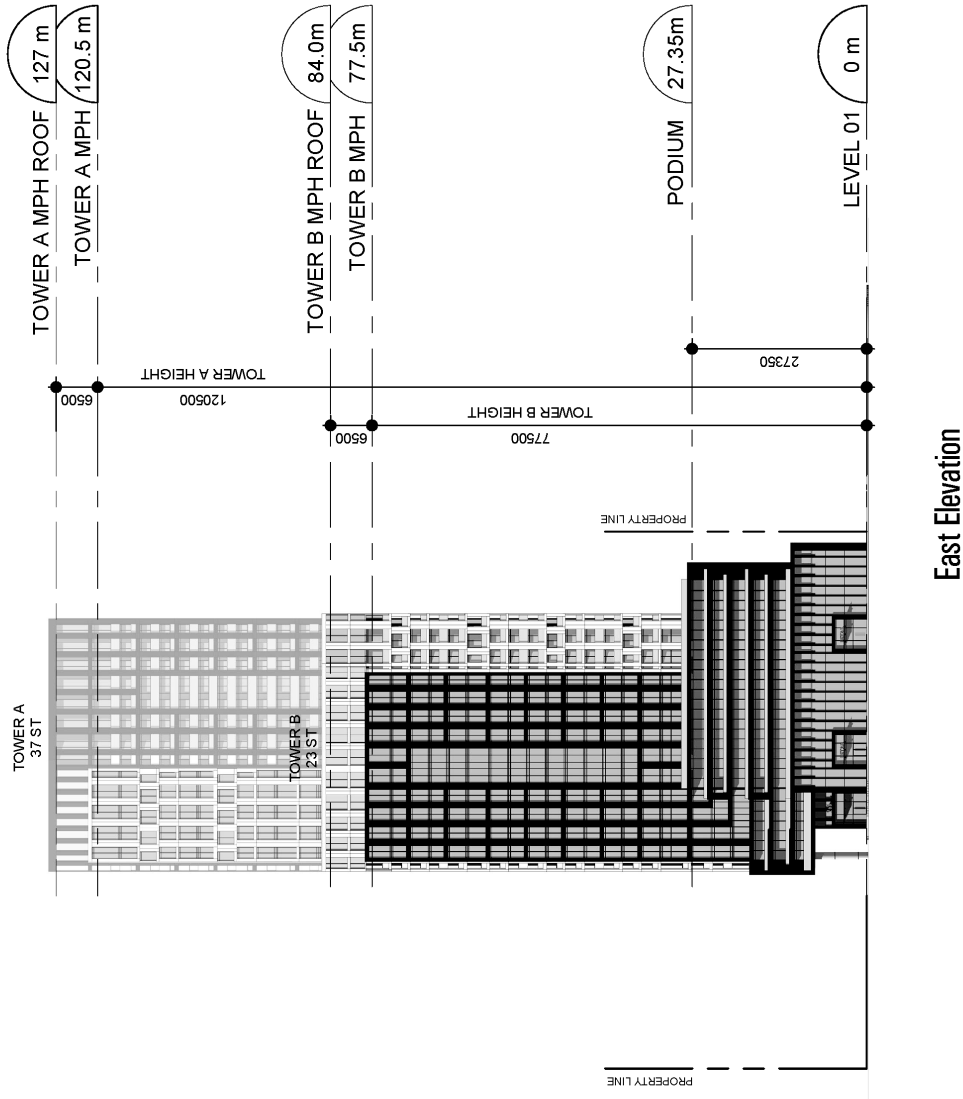 TOWER A MPH ROOF 127 m
TOWER A MPH 120.5 m
TOWER B MPH ROOF 84.0m
TOWER B MPH 77.5m
PODIUM 27.35m
LEVEL 01 0 m
6500
120500
TOWER A HEIGHT
6500
77500
TOWER B HEIGHT
27350
PROPERTY LINE
PROPERTY LINE
TOWER A
37 ST
TOWER B
23 ST
East Elevation